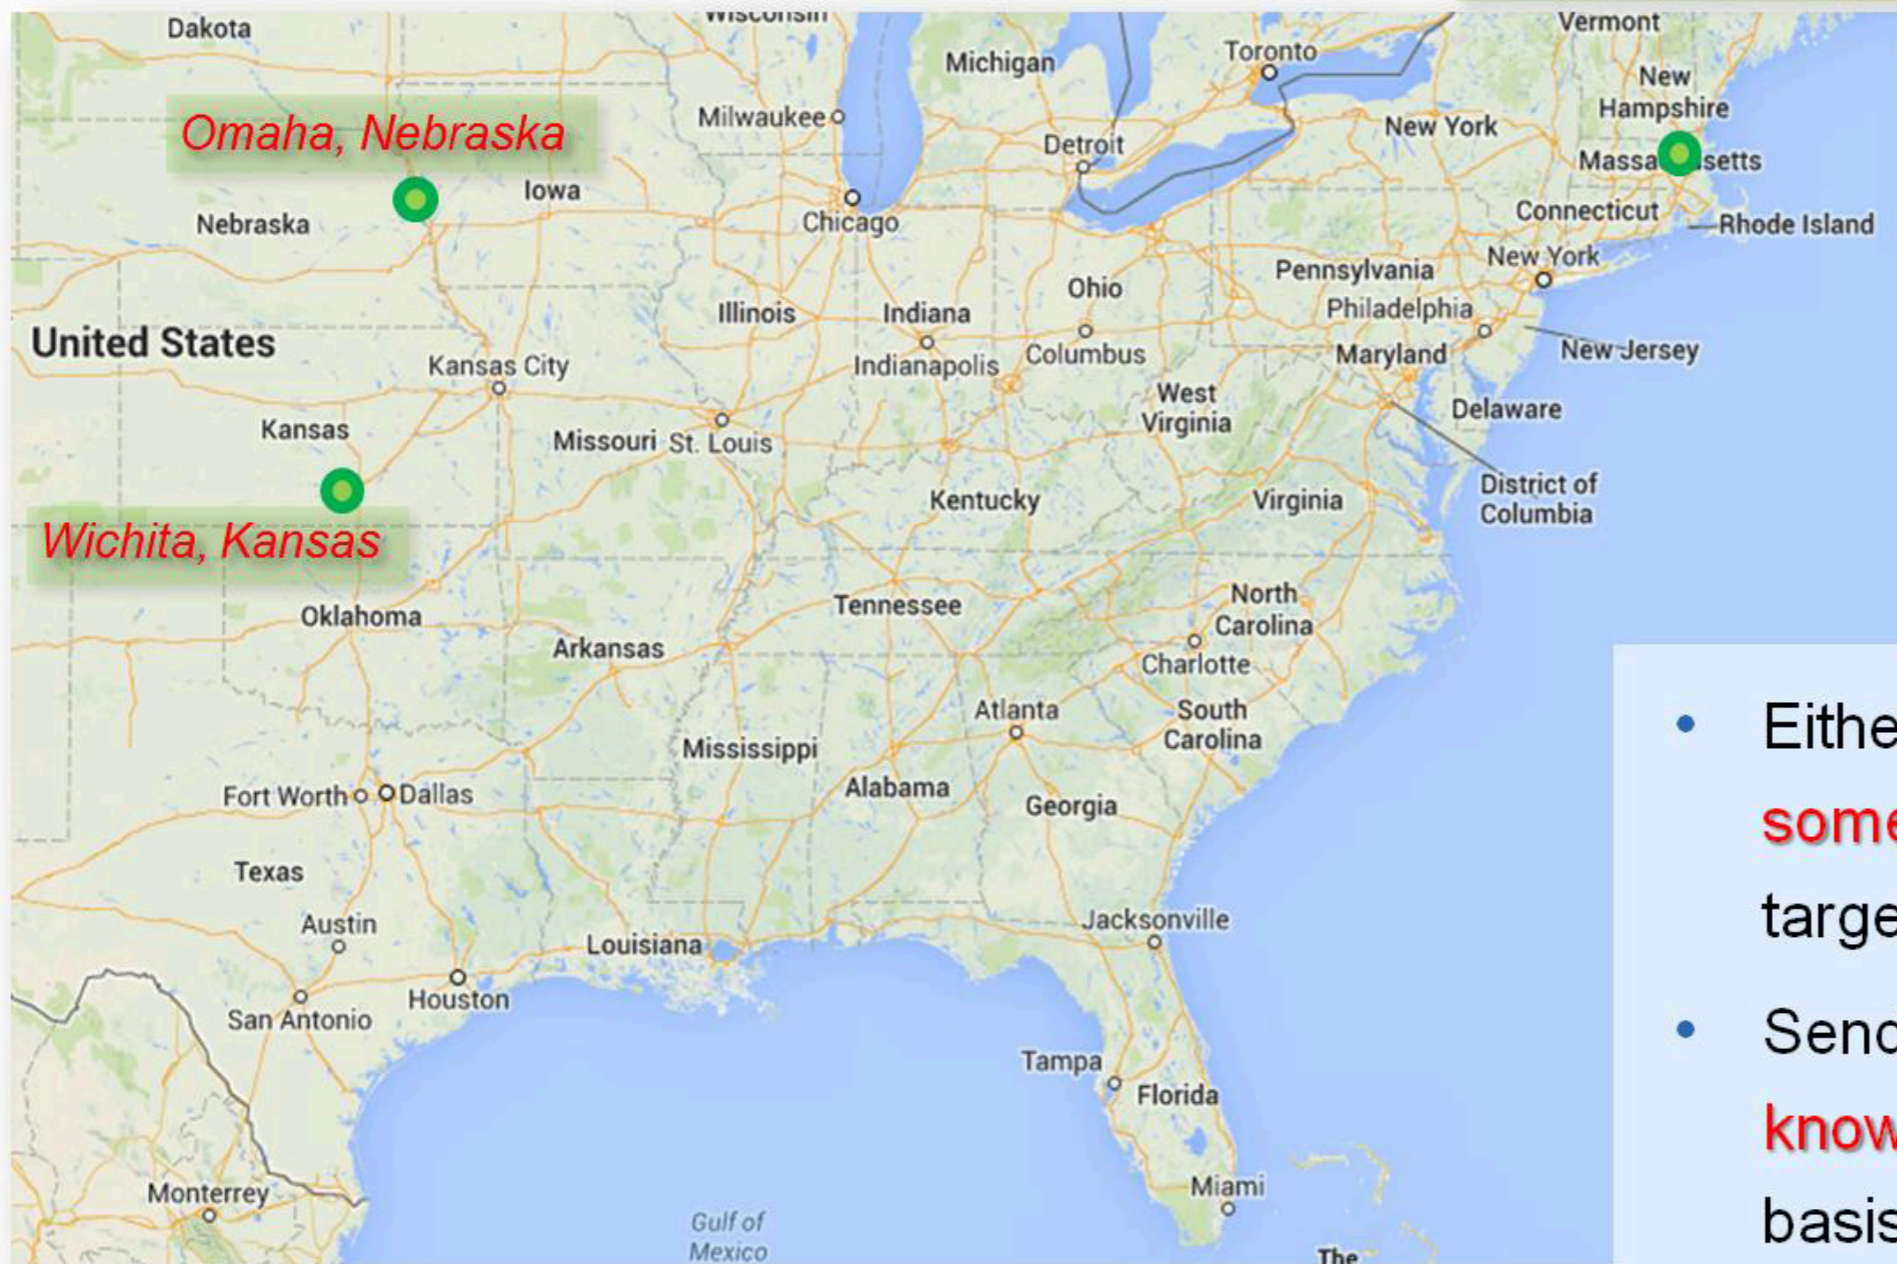 Wisconsin
Vermont
Dakota
Michigan
Toronto
New
Hampshire
Milwaukee
New York
Omaha, Nebraska
Detroit
Iowa
Nebraska
Chicago
Connecticut
Rhode Island
New York
Pennsylvania
Ohio
Philadelphia
Illinois
Indiana
United States
New Jersey
Maryland
Columbus
Indianapolis
Kansas City
West
Virginia
Delaware
Kansas
Missouri
St. Louis
District of
Columbia
Kentucky
Virginia
Wichita, Kansas
Tennessee
North
Carolina
Oklahoma
Arkansas
Charlotte
Atlanta
South
Carolina
Mississippi
Alabama
Georgia
Fort Worth
Dallas
Texas
Austin
Jacksonville
Louisiana
Houston
San Antonio
Tampa
Florida
Miami
Monterrey
Gulf of
Mexico
The
• Eithe
some
targe
• Send
know
basis